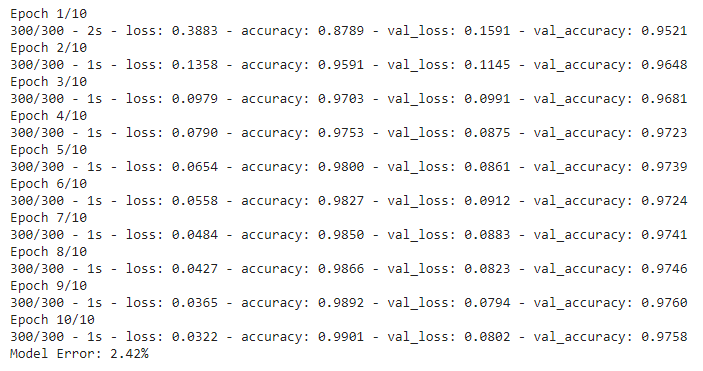 Epoch 1/10
300/300 - 2s - loss: 0.3883 - accuracy: 0.8789 - val_loss: 0.1591 - val_accuracy: 0.9521
Epoch 2/10
300/300 - 1s - loss: 0.1358 - accuracy: 0.9591 - val_loss: 0.1145 - val_accuracy: 0.9648
Epoch 3/10
300/300 - 1s - loss: 0.0979 - accuracy: 0.9703 - val_loss: 0.0991 - val_accuracy: 0.9681
Epoch 4/10
300/300 - 1s - loss: 0.0790 - accuracy: 0.9753 - val_loss: 0.0875 - val_accuracy: 0.9723
Epoch 5/10
300/300 - 1s - loss: 0.0654 - accuracy: 0.9800 - val_loss: 0.0861 - val_accuracy: 0.9739
Epoch 6/10
300/300 - 1s - loss: 0.0558 - accuracy: 0.9827 - val_loss: 0.0912 - val_accuracy: 0.9724
Epoch 7/10
300/300 - 1s - loss: 0.0484 - accuracy: 0.9850 - val_loss: 0.0883 - val_accuracy: 0.9741
Epoch 8/10
300/300 - 1s - loss: 0.0427 - accuracy: 0.9866 - val_loss: 0.0823 - val_accuracy: 0.9746
Epoch 9/10
300/300 - 1s - loss: 0.0365 - accuracy: 0.9892 - val_loss: 0.0794 - val_accuracy: 0.9760
Epoch 10/10
300/300 - 1s - loss: 0.0322 - accuracy: 0.9901 - val_loss: 0.0802 - val_accuracy: 0.9758
Model Error: 2.42%